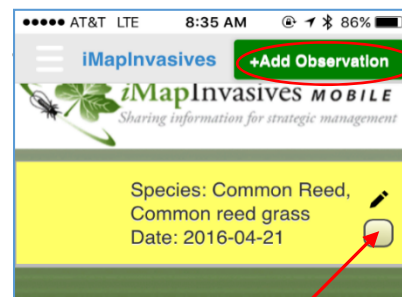 AT&T LTE 8:35 AM 86%
iMapInvasives +Add Observation
iMapInvasives MOBILE
Sharing information for strategic management
Species: Common Reed,
Common reed grass
Date: 2016-04-21